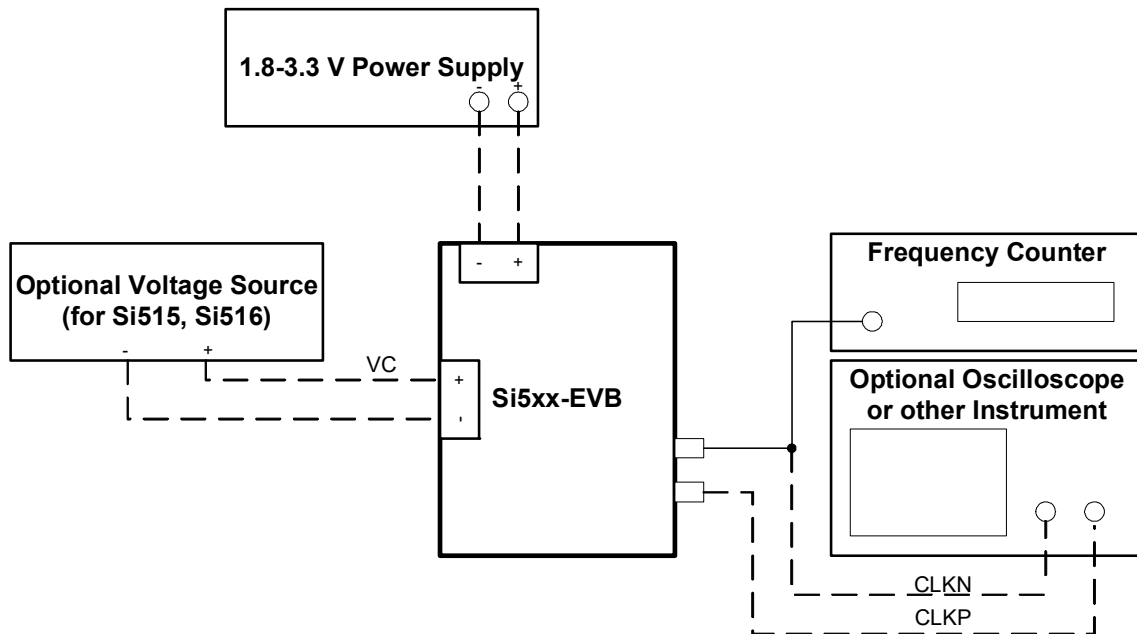 1.8-3.3 V Power Supply
- +
- +
Optional Voltage Source
(for Si515, Si516)
- +
VC
+
-
Si5xx-EVB
Frequency Counter
Optional Oscilloscope
or other Instrument
CLKN
CLKP